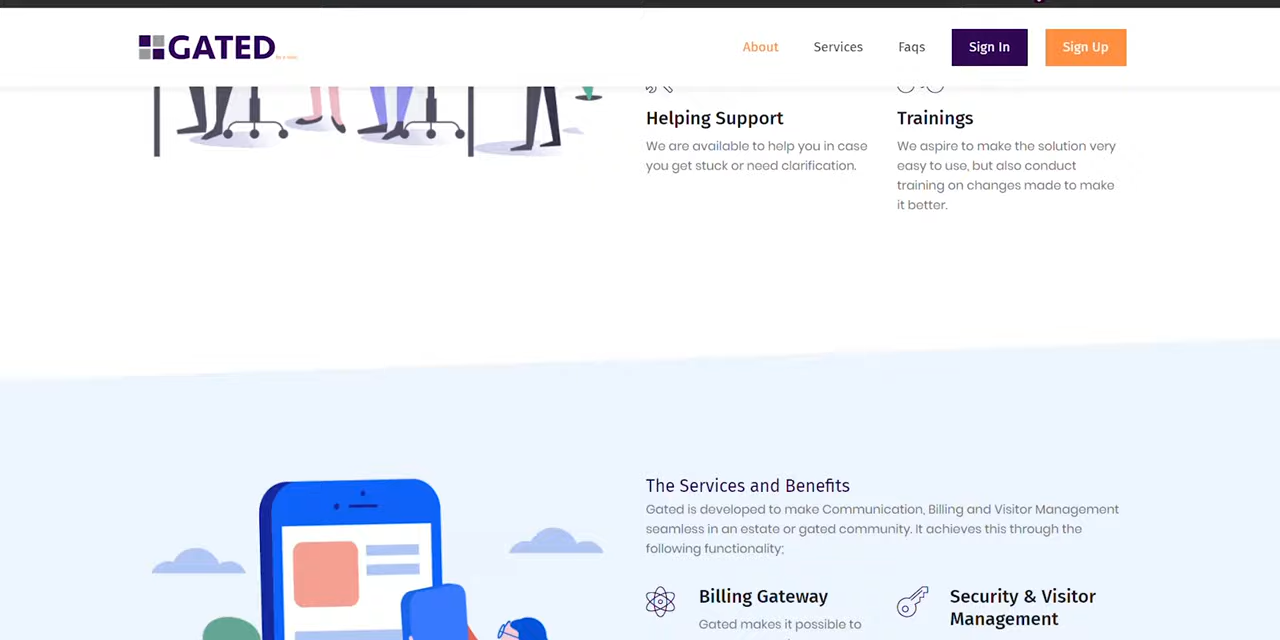 GATED
About
Services
Faqs
Sign In
Sign Up
Helping Support
We are available to help you in case
you get stuck or need clarification.
Trainings
We aspire to make the solution very
easy to use, but also conduct
training on changes made to make
it better.
The Services and Benefits
Gated is developed to make Communication, Billing and Visitor Management
seamless in an estate or gated community. It achieves this through the
following functionality;
Billing Gateway
Gated makes it possible to
Security & Visitor
Management